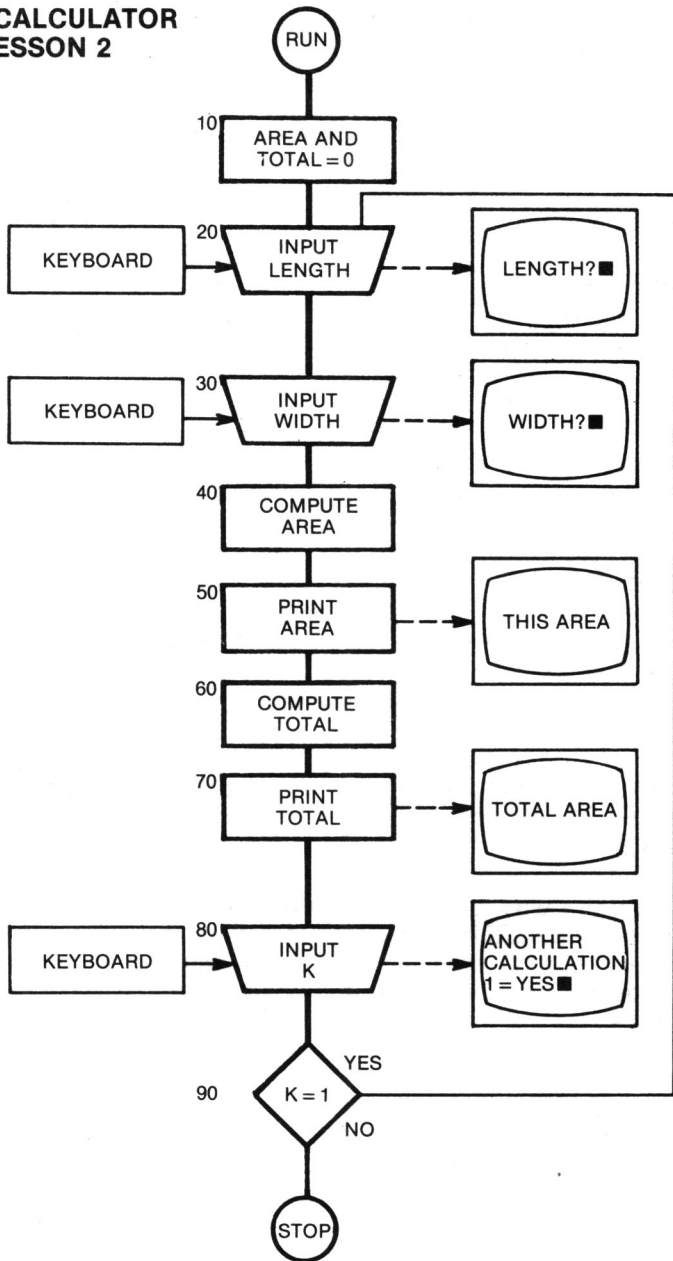 CALCULATOR
ESSON 2
RUN
10
AREA AND
TOTAL = 0
20
KEYBOARD
INPUT
LENGTH
LENGTH?■
30
KEYBOARD
INPUT
WIDTH
WIDTH?■
40
COMPUTE
AREA
50
PRINT
AREA
THIS AREA
60
COMPUTE
TOTAL
70
PRINT
TOTAL
TOTAL AREA
80
KEYBOARD
INPUT
K
ANOTHER
CALCULATION
1 = YES■
90
K = 1
YES
NO
STOP